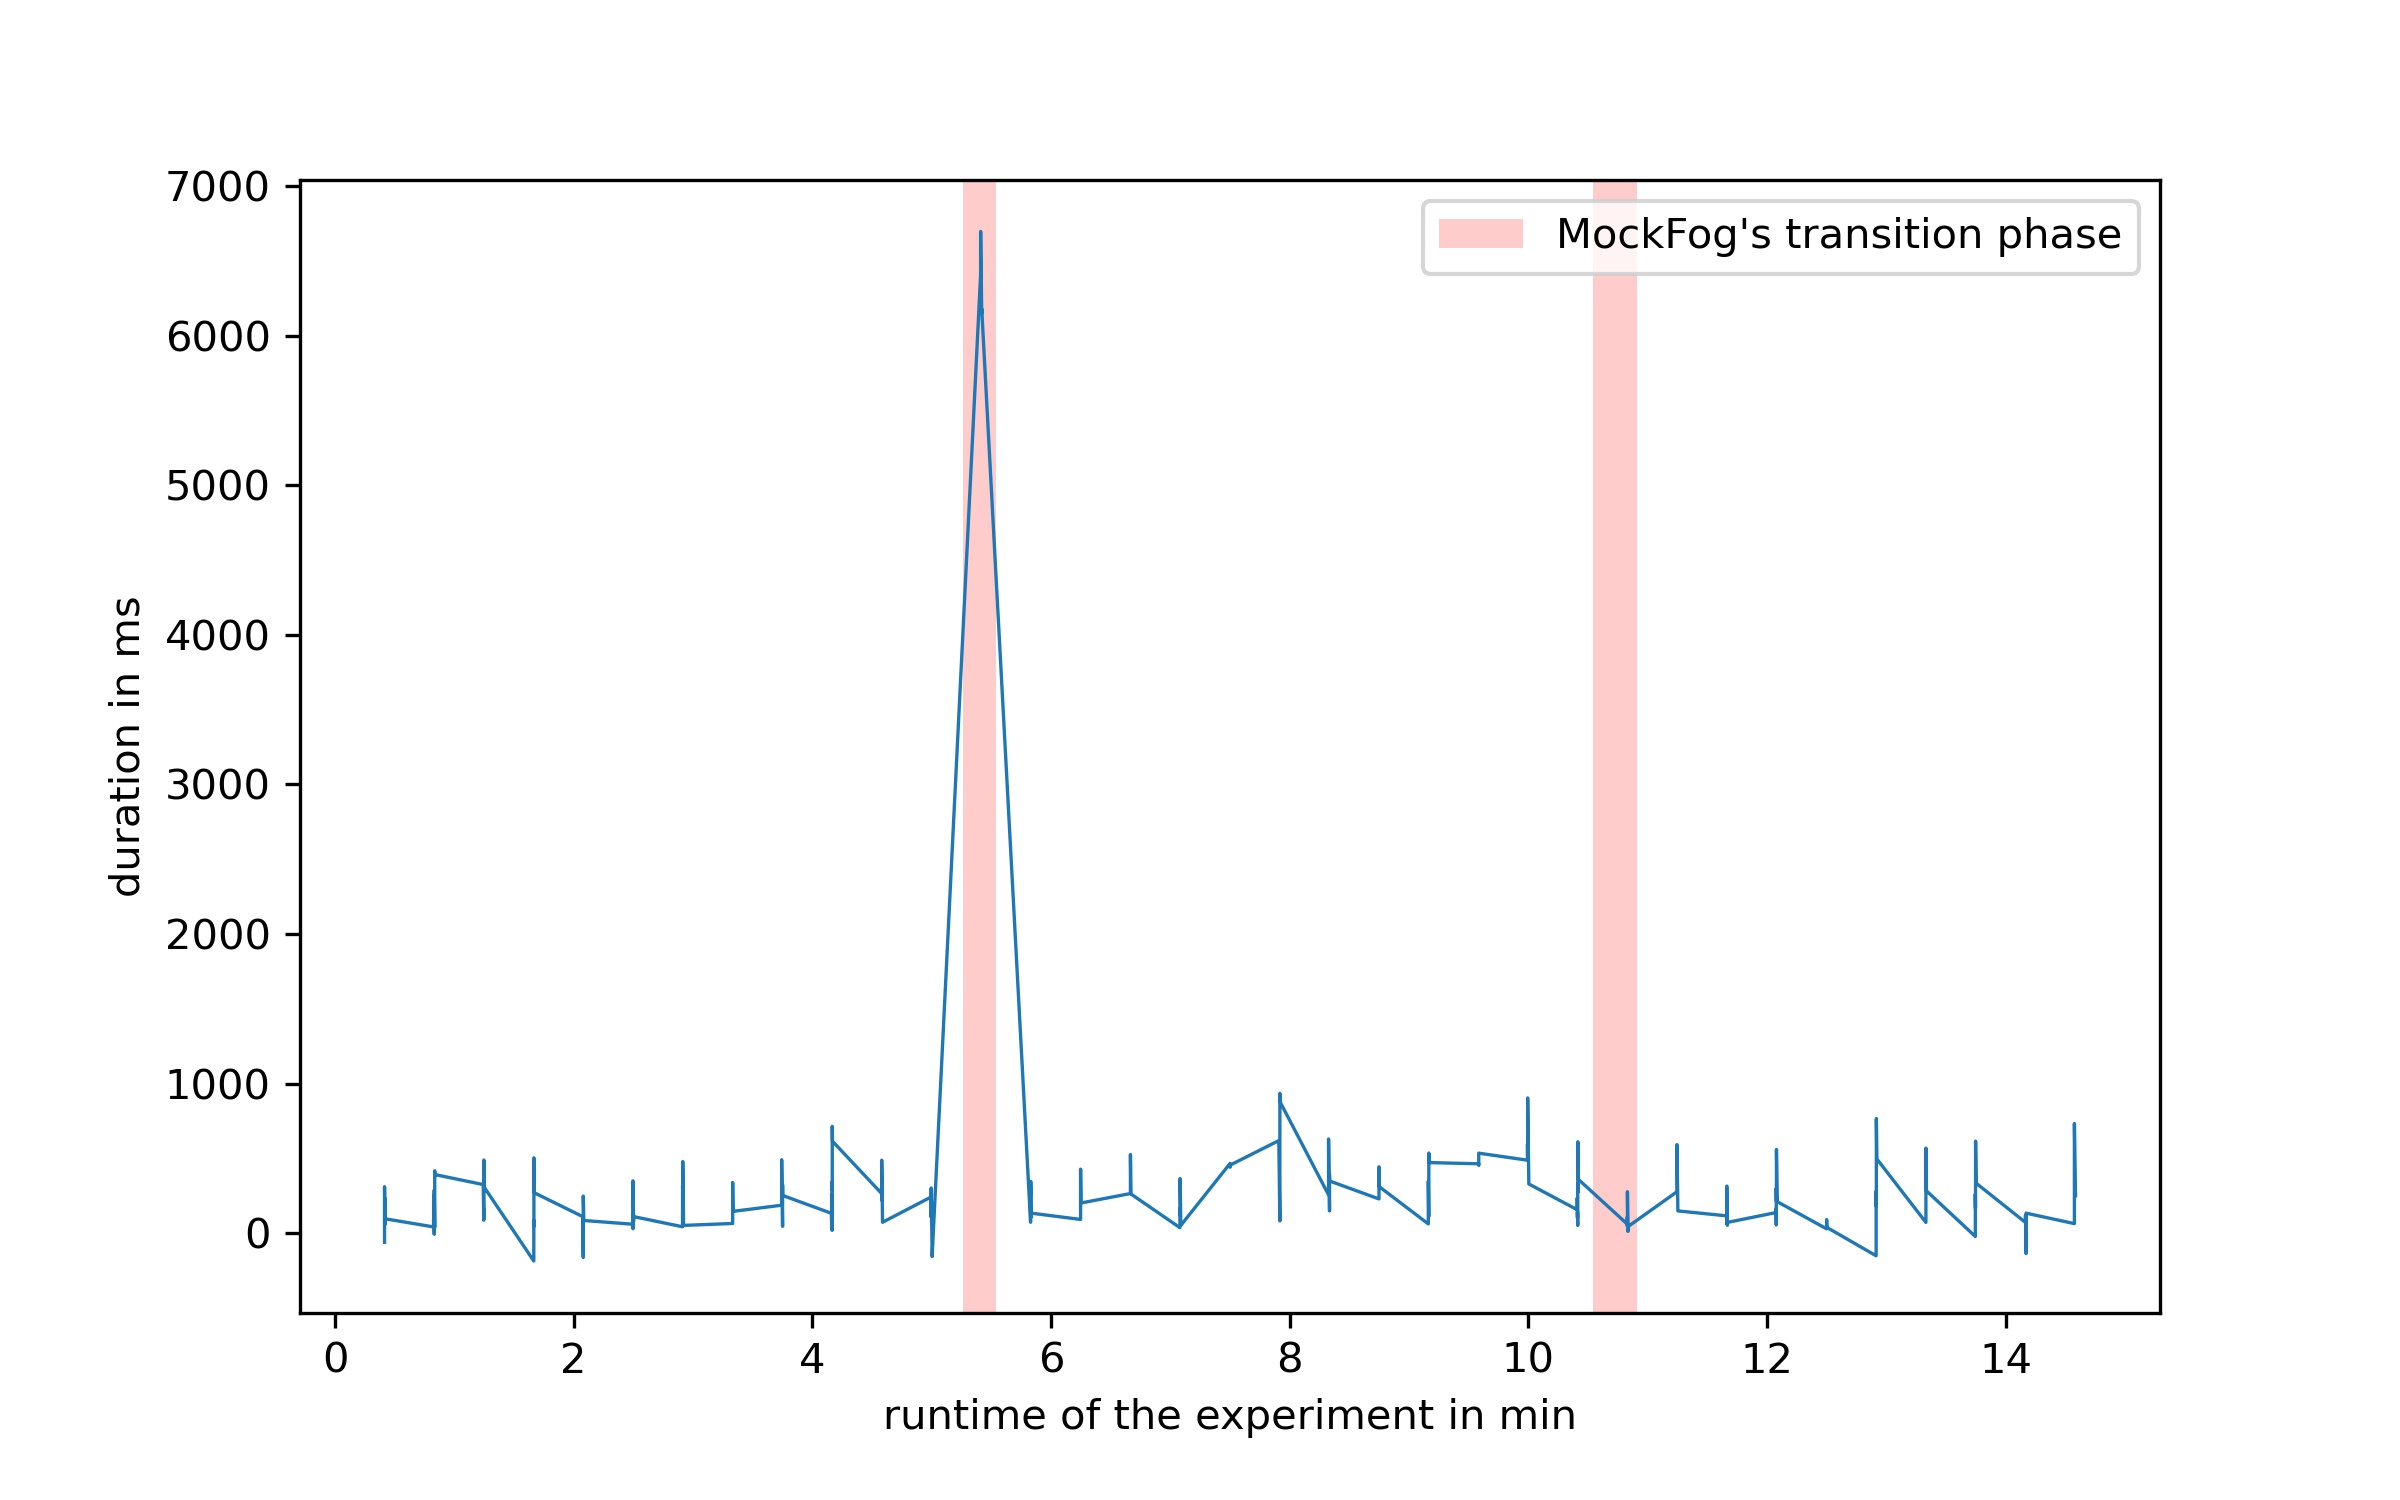 7000
6000
5000
4000
3000
2000
1000
0
duration in ms
MockFog's transition phase
0 2 4 6 8 10 12 14
runtime of the experiment in min